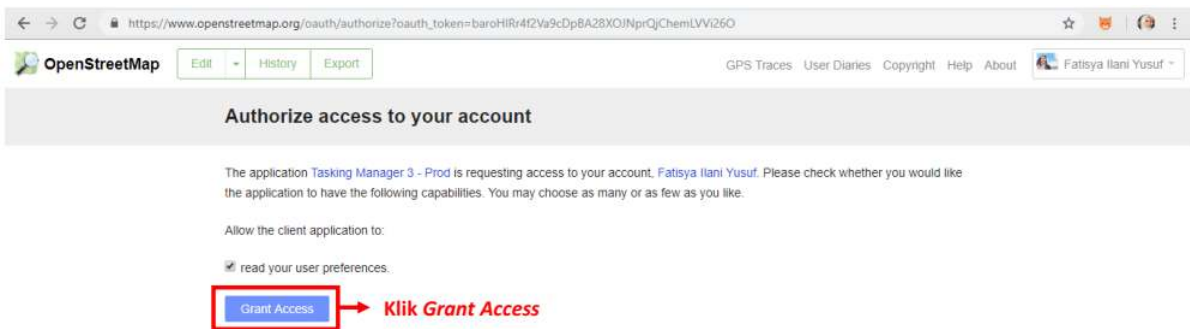 https://www.openstreetmap.org/oauth/authorize?oauth_token=baroHIRr4f2Va9cDpBA28XOJNprQjChemLVVi26O
OpenStreetMap Edit History Export GPS Traces User Diaries Copyright Help About Fatisya Ilani Yusuf
Authorize access to your account
The application Tasking Manager 3 - Prod is requesting access to your account, Fatisya Ilani Yusuf. Please check whether you would like
the application to have the following capabilities. You may choose as many or as few as you like.
Allow the client application to:
read your user preferences.
Grant Access Klik Grant Access